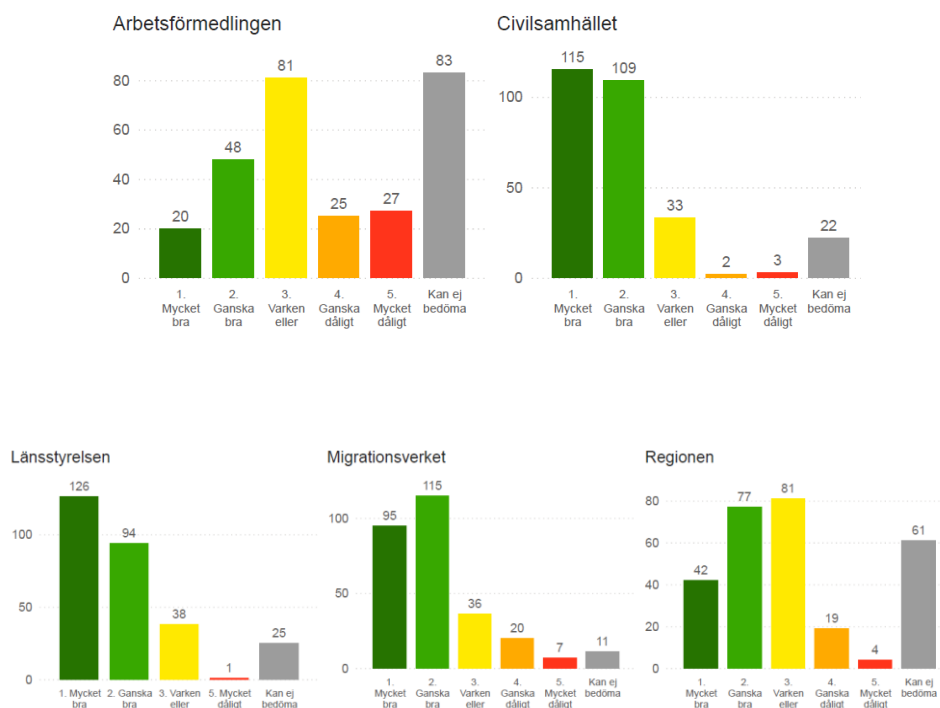 Arbetsförmedlingen
83
81
80
60
48
40
27
25
20
20
0
1. Mycket bra
2. Ganska bra
3. Varken eller
4. Ganska dåligt
5. Mycket dåligt
Kan ej bedöma
Civilsamhället
115
109
100
50
33
22
2
3
0
1. Mycket bra
2. Ganska bra
3. Varken eller
4. Ganska dåligt
5. Mycket dåligt
Kan ej bedöma
Länsstyrelsen
126
100
94
50
38
25
1
0
1. Mycket bra
2. Ganska bra
3. Varken eller
5. Mycket dåligt
Kan ej bedöma
Migrationsverket
115
100
95
50
36
20
7
11
0
1. Mycket bra
2. Ganska bra
3. Varken eller
4. Ganska dåligt
5. Mycket dåligt
Kan ej bedöma
Regionen
81
80
77
61
60
42
40
20
19
4
0
1. Mycket bra
2. Ganska bra
3. Varken eller
4. Ganska dåligt
5. Mycket dåligt
Kan ej bedöma